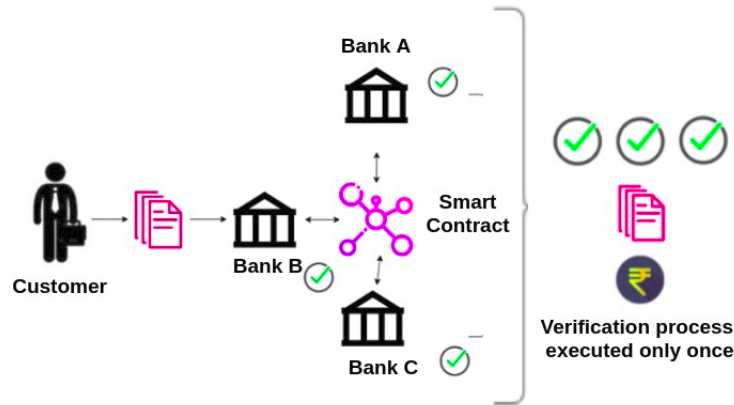 Bank A
Smart
Contract
Bank B
Customer
Bank C
₹
Verification process
executed only once